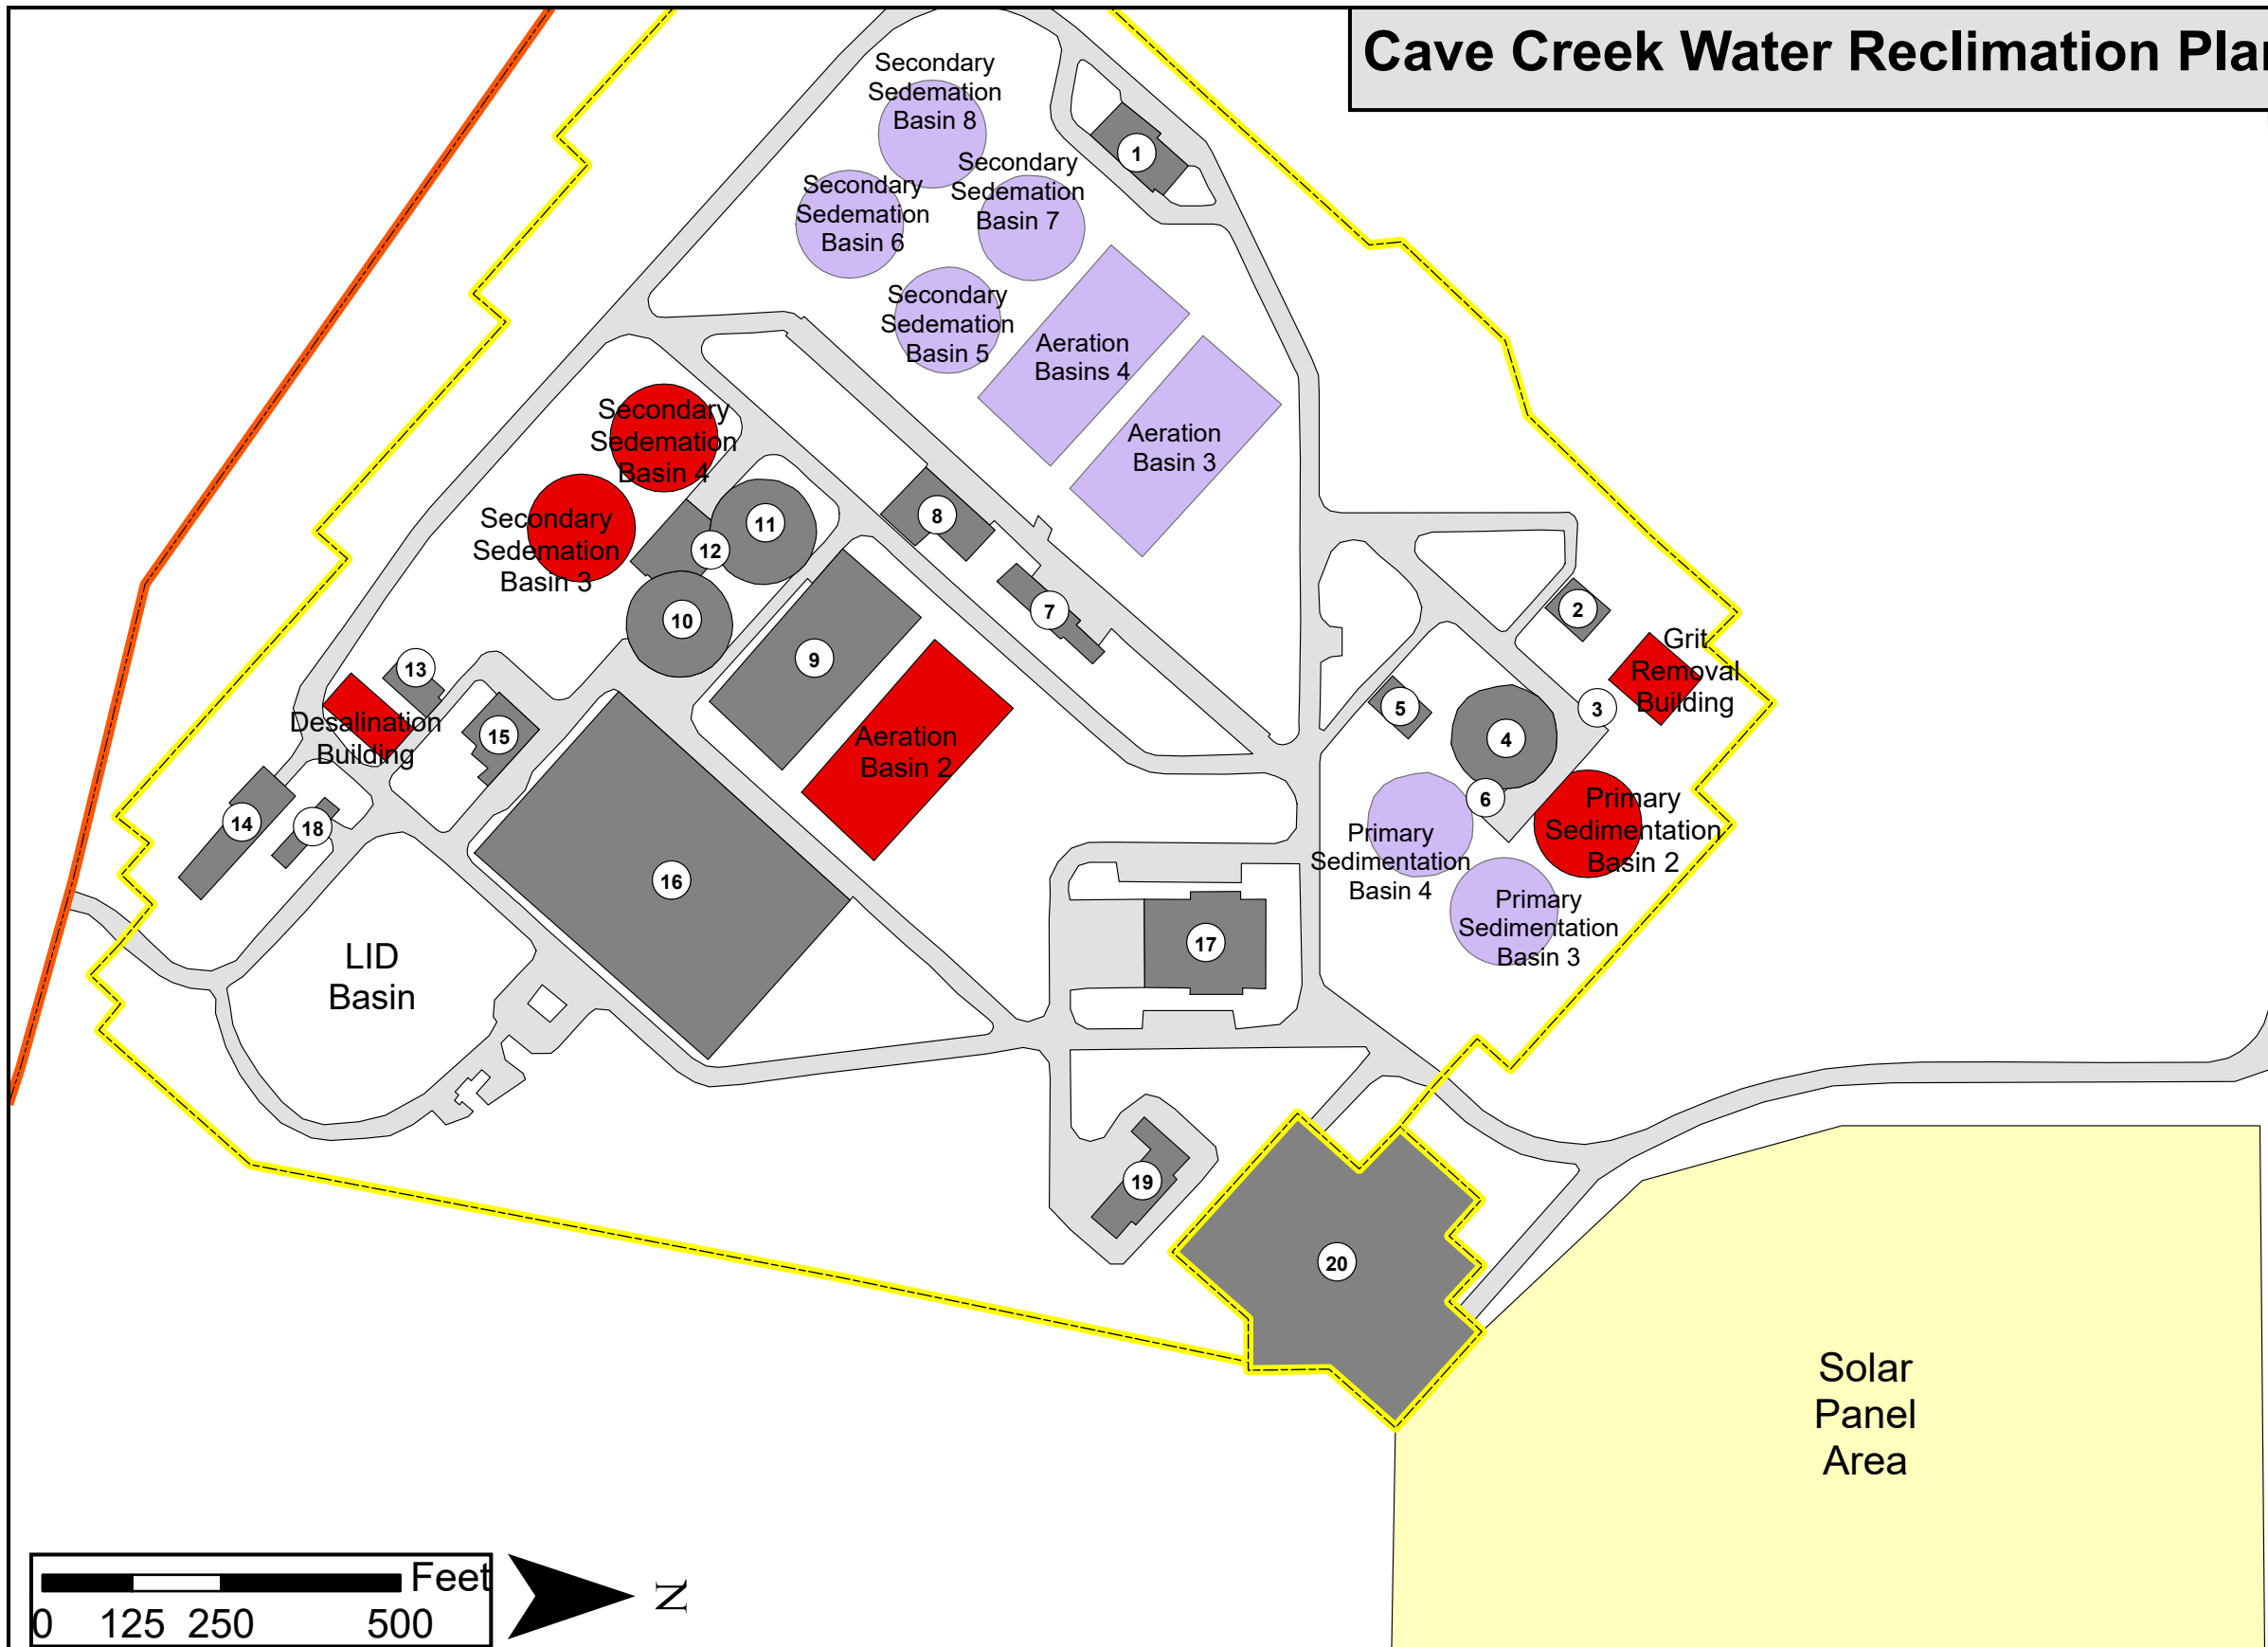 Cave Creek Water Reclimation Pla
Secondary
Sedemation
Basin 8
1
Secondary
Sedemation
Basin 7
Secondary
Sedemation
Basin 6
Secondary
Sedemation
Basin 5
Aeration
Basins 4
Aeration
Basin 3
Secondary
Sedemation
Basin 4
Secondary
Sedemation
Basin 3
11
12
10
8
7
9
2
Grit
Removal
Building
3
4
5
6
13
Desalination
Building
15
Aeration
Basin 2
14
18
16
Primary
Sedimentation
Basin 2
Primary
Sedimentation
Basin 4
Primary
Sedimentation
Basin 3
17
LID
Basin
19
20
Solar
Panel
Area
Feet
0 125 250 500
N